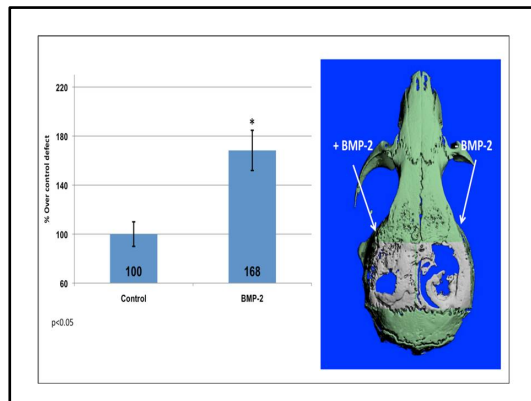 220
180
140
100
60
% Over control defect
*
100
168
Control
BMP-2
p<0.05
+ BMP-2
BMP-2